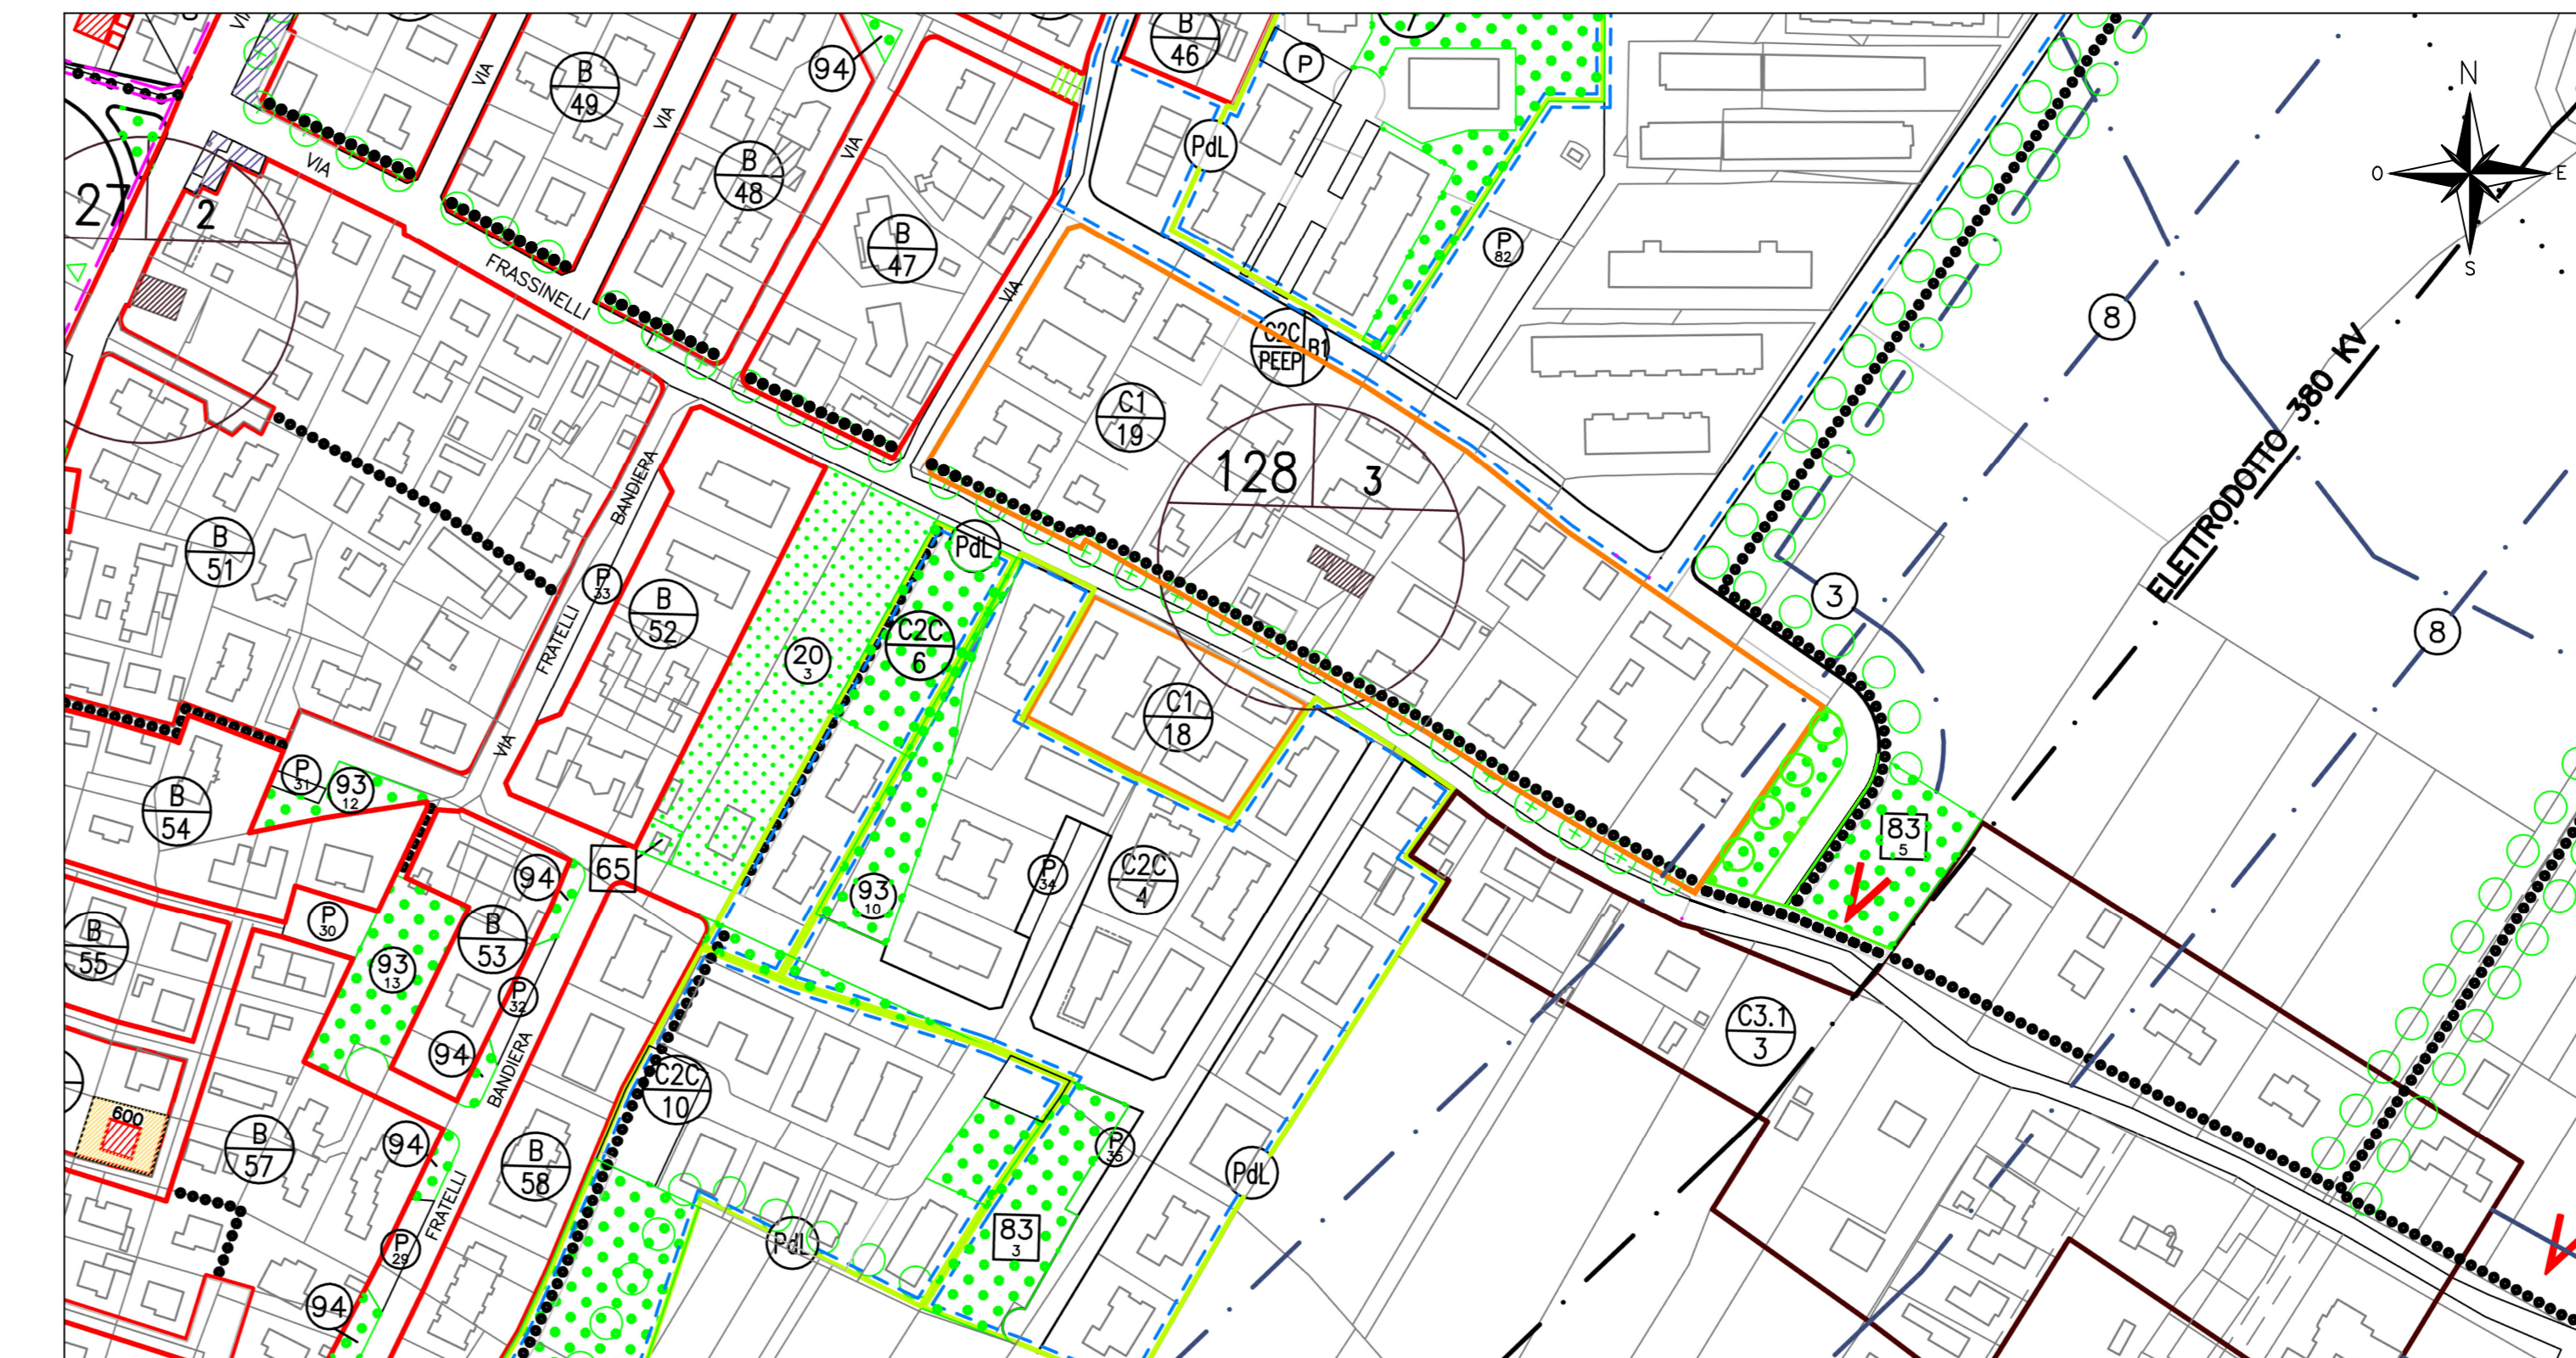 B
46
7
P
94
B
49
VIA
VIA
VIA
VIA
VIA
N
O
E
S
PdL
B
48
27
2
B
47
P
82
FRASSINELLI
VIA
C2C
PEEP
B1
8
ELETTRODOTTO 380 KV
C1
19
128
3
B
51
BANDIERA
P
33
FRATELLI
VIA
B
52
20
3
PdL
C2C
6
3
8
C1
18
P
31
93
12
B
54
94
65
83
5
93
10
P
34
C2C
4
P
30
B
55
B
53
93
13
P
32
94
BANDIERA
C3.1
3
C2C
10
600
B
57
94
B
58
P
35
FRATELLI
PdL
PdL
83
3
P
29
94